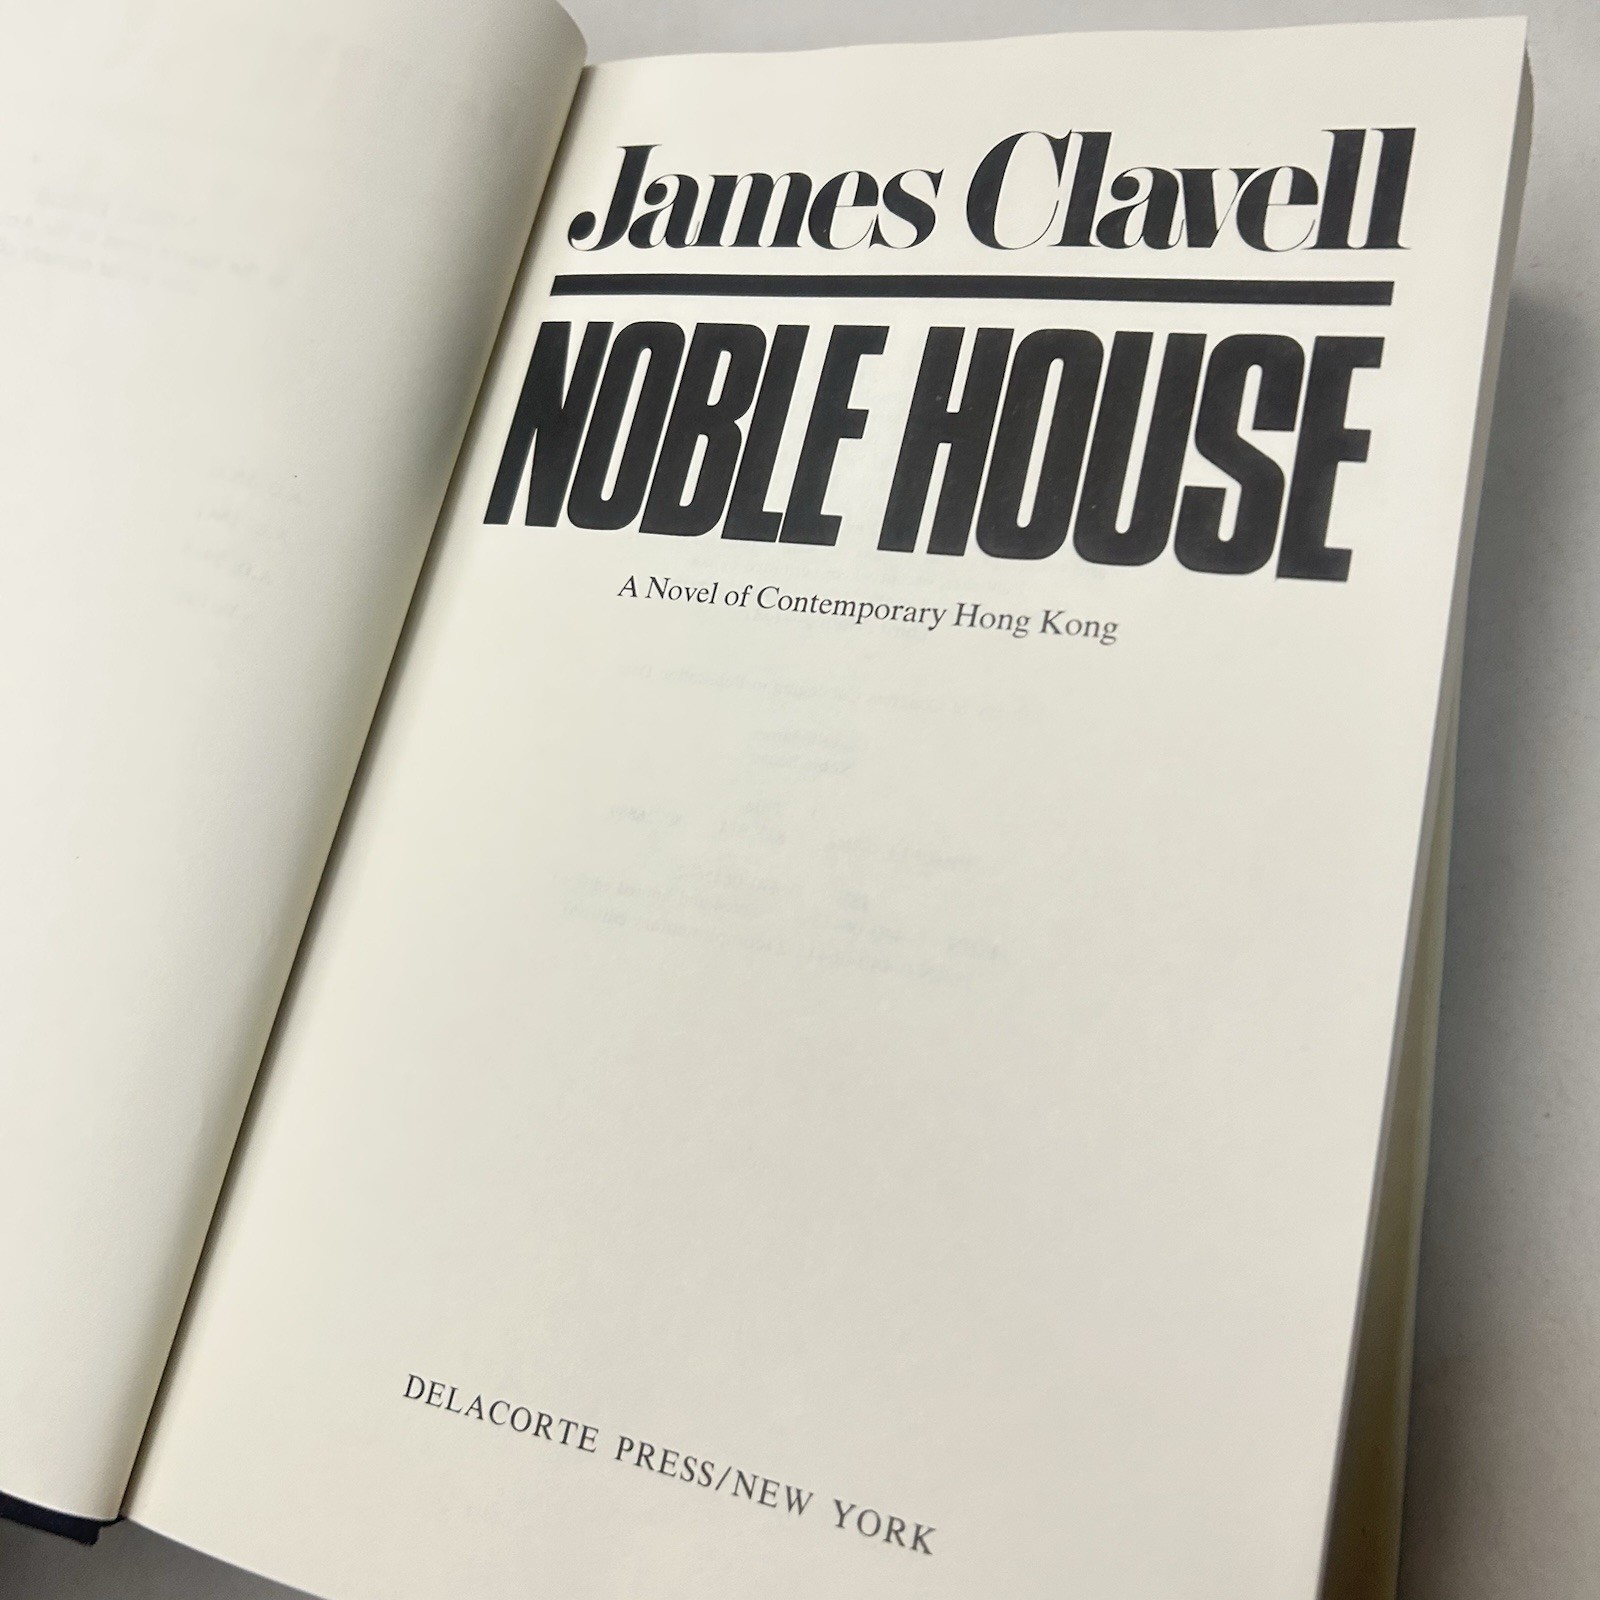 James Clavell
NOBLE HOUSE
A Novel of Contemporary Hong Kong
DELACORTE PRESS/NEW YORK